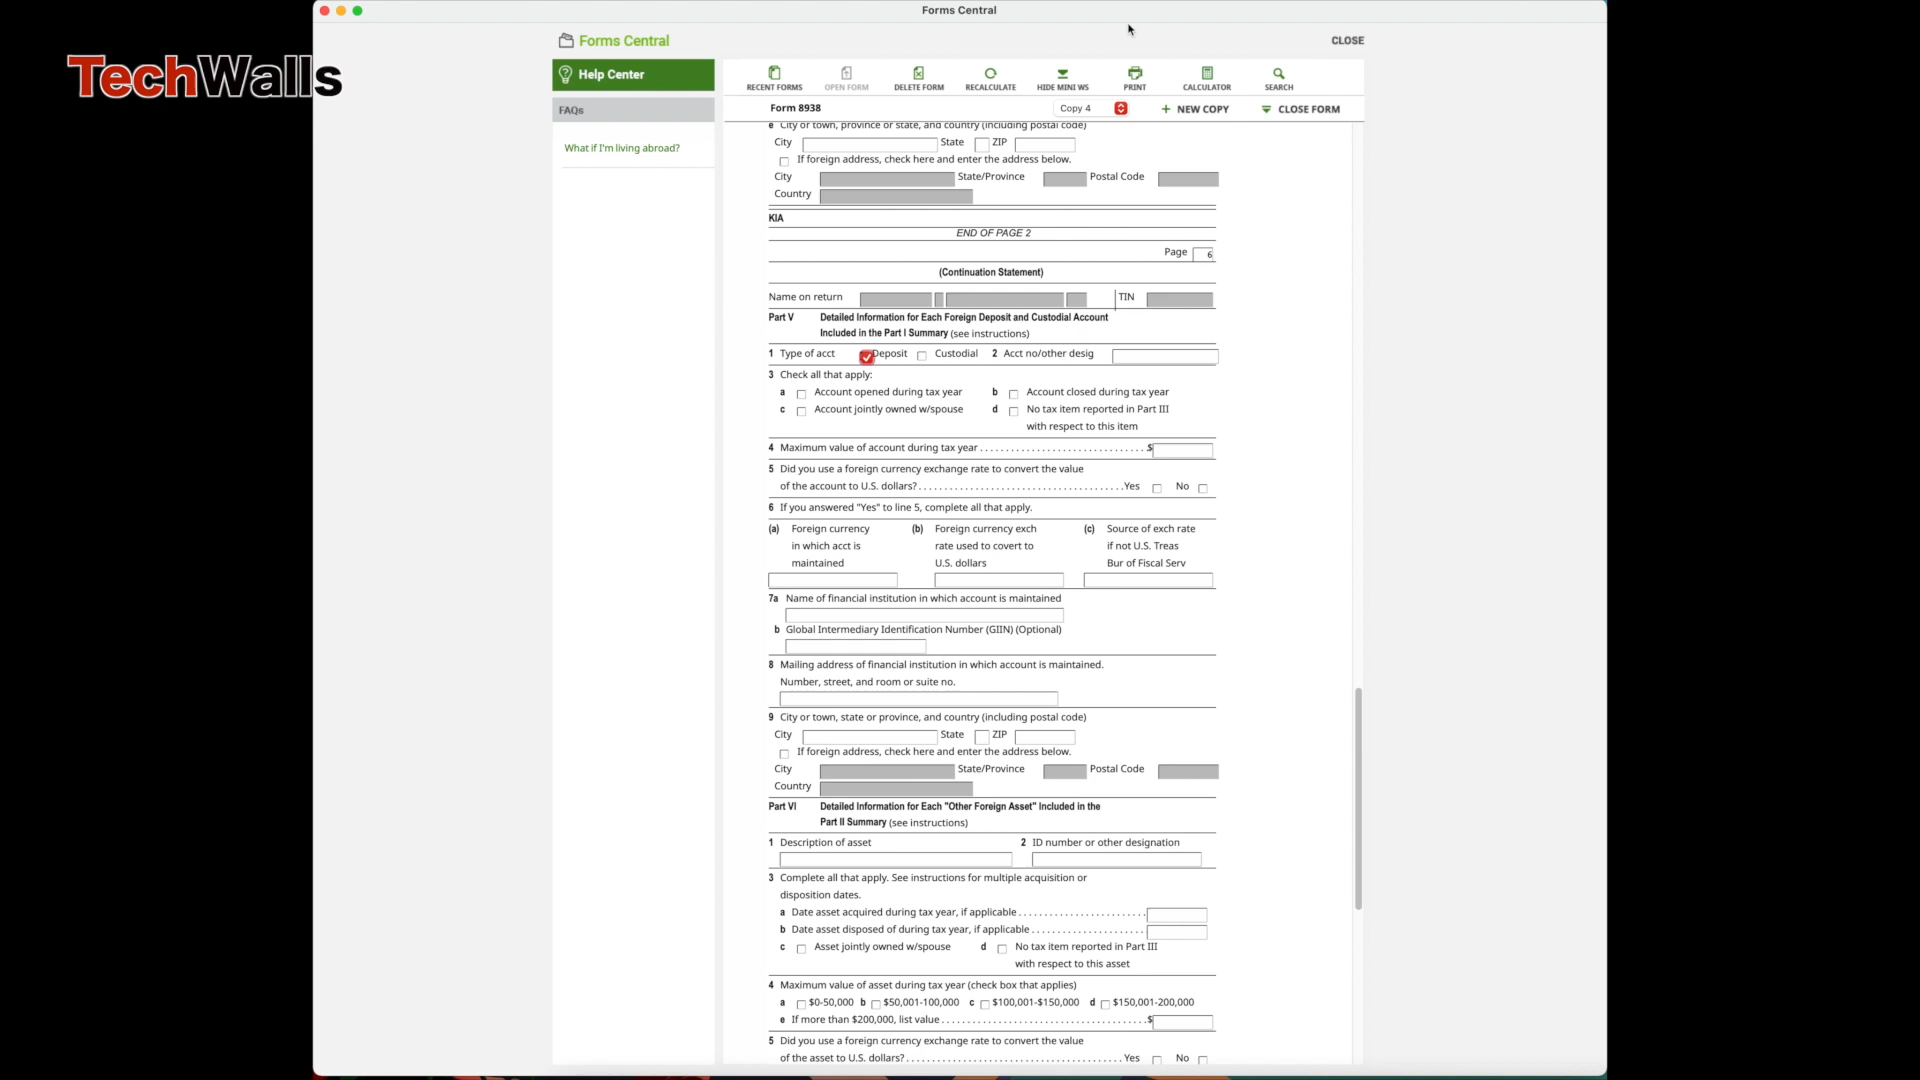 Forms Central
TechWalls
Forms Central
CLOSE
Help Center
FAQs
What if I'm living abroad?
RECENT FORMS
OPEN FORM
DELETE FORM
RECALCULATE
HIDE MINI WS
PRINT
CALCULATOR
SEARCH
Form 8938
Copy 4
+ NEW COPY
CLOSE FORM
e City or town, province or state, and country (including postal code)
City State ZIP
If foreign address, check here and enter the address below.
City State/Province Postal Code
Country
KIA
END OF PAGE 2
Page 6
(Continuation Statement)
Name on return TIN
Part V Detailed Information for Each Foreign Deposit and Custodial Account
Included in the Part I Summary (see instructions)
1 Type of acct Deposit Custodial 2 Acct no/other desig
3 Check all that apply:
a Account opened during tax year b Account closed during tax year
c Account jointly owned w/spouse d No tax item reported in Part III
with respect to this item
4 Maximum value of account during tax year . . . . . . . . . . . . . . . . . . . . . . . . . . . . . . . $
5 Did you use a foreign currency exchange rate to convert the value
of the account to U.S. dollars? . . . . . . . . . . . . . . . . . . . . . . . . . . . . . . . . . . . . . . . Yes No
6 If you answered "Yes" to line 5, complete all that apply.
(a) Foreign currency (b) Foreign currency exch (c) Source of exch rate
in which acct is rate used to covert to if not U.S. Treas
maintained U.S. dollars Bur of Fiscal Serv
7a Name of financial institution in which account is maintained
b Global Intermediary Identification Number (GIIN) (Optional)
8 Mailing address of financial institution in which account is maintained.
Number, street, and room or suite no.
9 City or town, state or province, and country (including postal code)
City State ZIP
If foreign address, check here and enter the address below.
City State/Province Postal Code
Country
Part VI Detailed Information for Each "Other Foreign Asset" Included in the
Part II Summary (see instructions)
1 Description of asset 2 ID number or other designation
3 Complete all that apply. See instructions for multiple acquisition or
disposition dates.
a Date asset acquired during tax year, if applicable . . . . . . . . . . . . . . . . . . . . . . . .
b Date asset disposed of during tax year, if applicable . . . . . . . . . . . . . . . . . . . . . .
c Asset jointly owned w/spouse d No tax item reported in Part III
with respect to this asset
4 Maximum value of asset during tax year (check box that applies)
a $0-50,000 b $50,001-100,000 c $100,001-$150,000 d $150,001-200,000
e If more than $200,000, list value . . . . . . . . . . . . . . . . . . . . . . . . . . . . . . . . . . . . . . . $
5 Did you use a foreign currency exchange rate to convert the value
of the asset to U.S. dollars? . . . . . . . . . . . . . . . . . . . . . . . . . . . . . . . . . . . . . . . . . Yes No